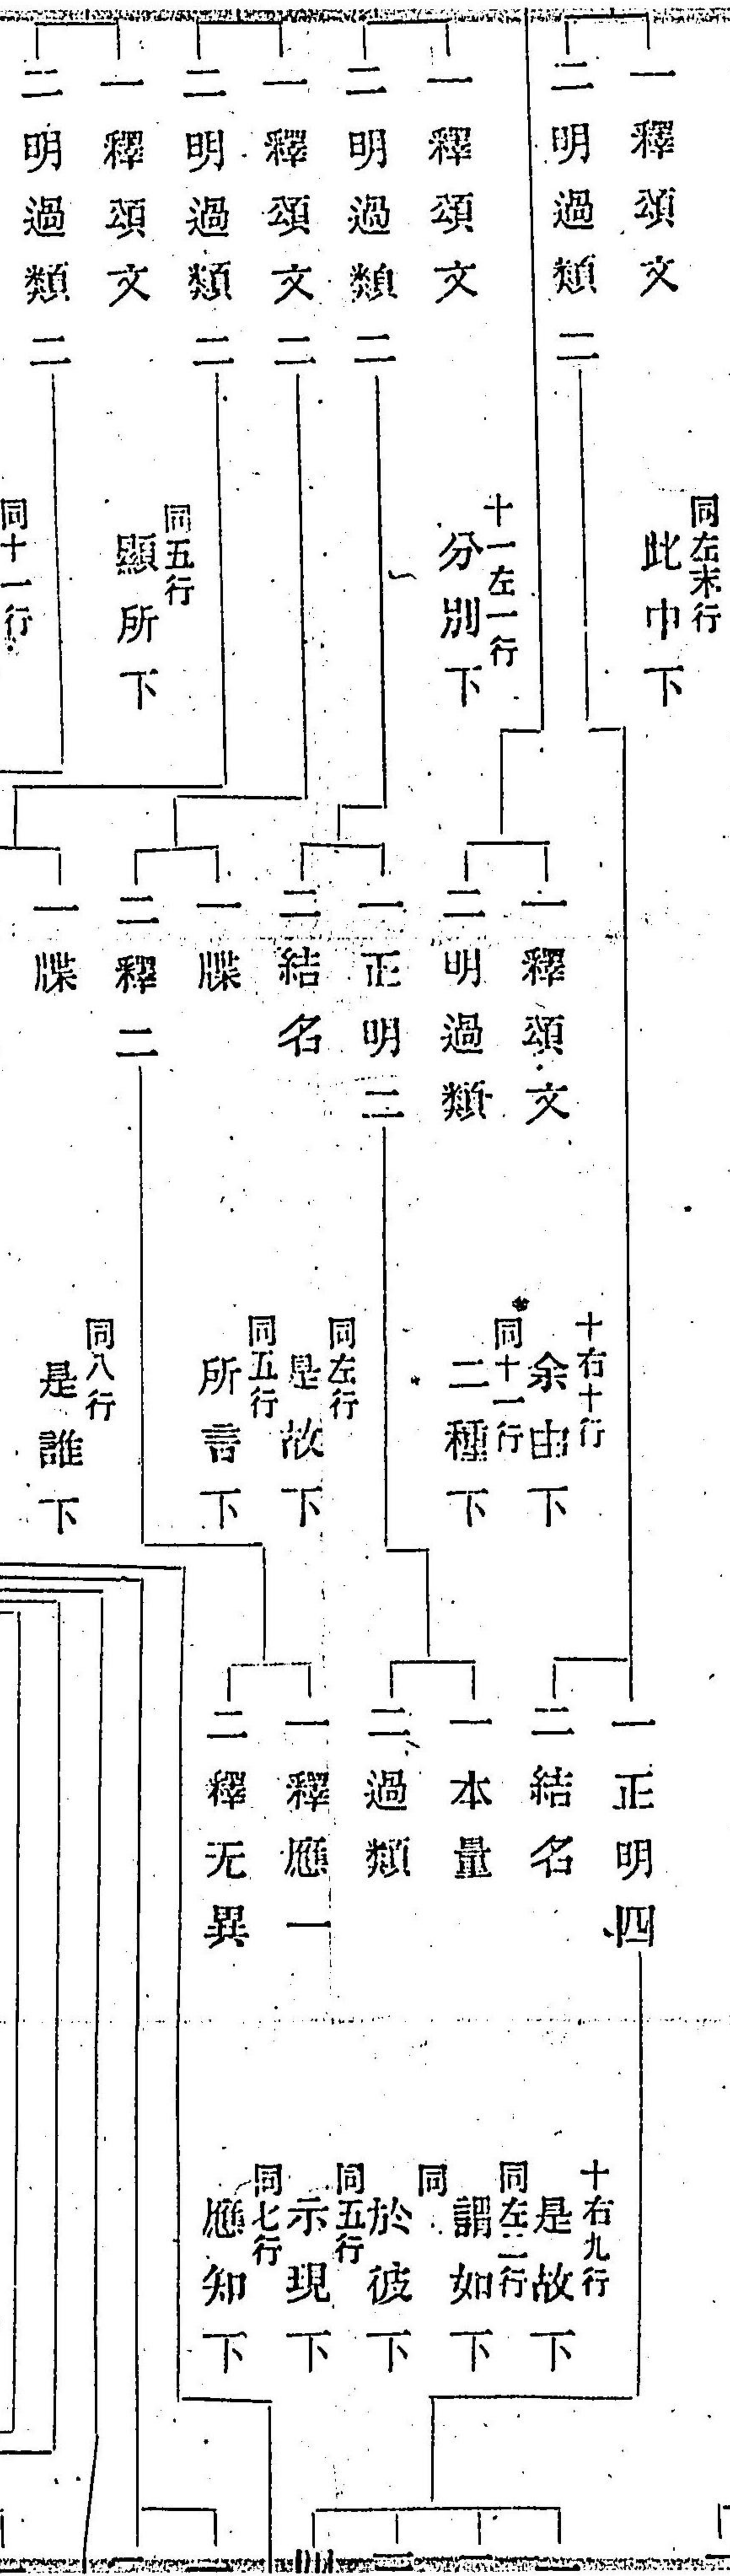 一釋頌文
二明過類二
一釋頌文
二明過類二
一釋頌文二
二明過類二
一釋頌文
二明過類二
同左末行
此中下
十一左一行
分別下
同五行
顯所下
同十一行
一釋頌文
二明過類
一正明二
二結名
一牒
二釋二
一牒
十右十行
余由下
同十一行
二種下
同左行
是故下
同五行
所言下
同八行
是誰下
一正明四
二結名
一本量
二過類
一釋應一
二釋无異
十右九行
是故下
同左二行
謂如下
同
於彼下
同五行
示現下
同七行
應知下